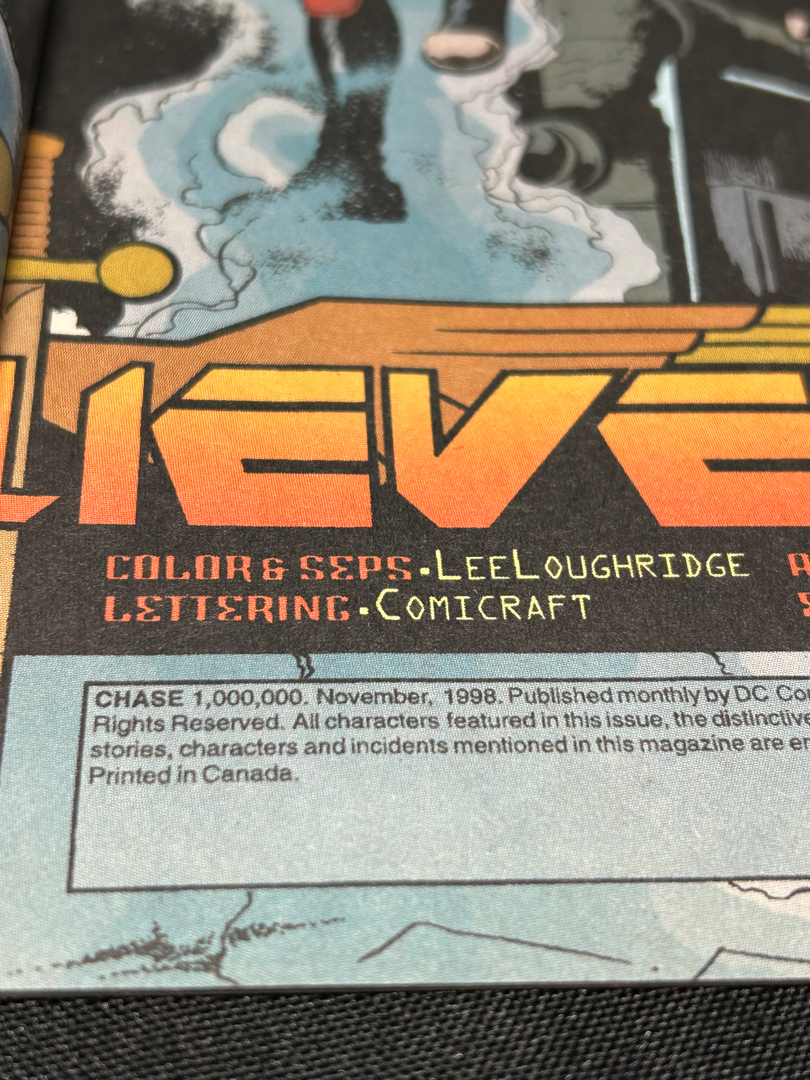 LIEVE
COLOR & SEPS • LEE LOUGHRIDGE
LETTERING • COMICRAFT
CHASE 1,000,000. November, 1998. Published monthly by DC Co
Rights Reserved. All characters featured in this issue, the distinctive
stories, characters and incidents mentioned in this magazine are en
Printed in Canada.